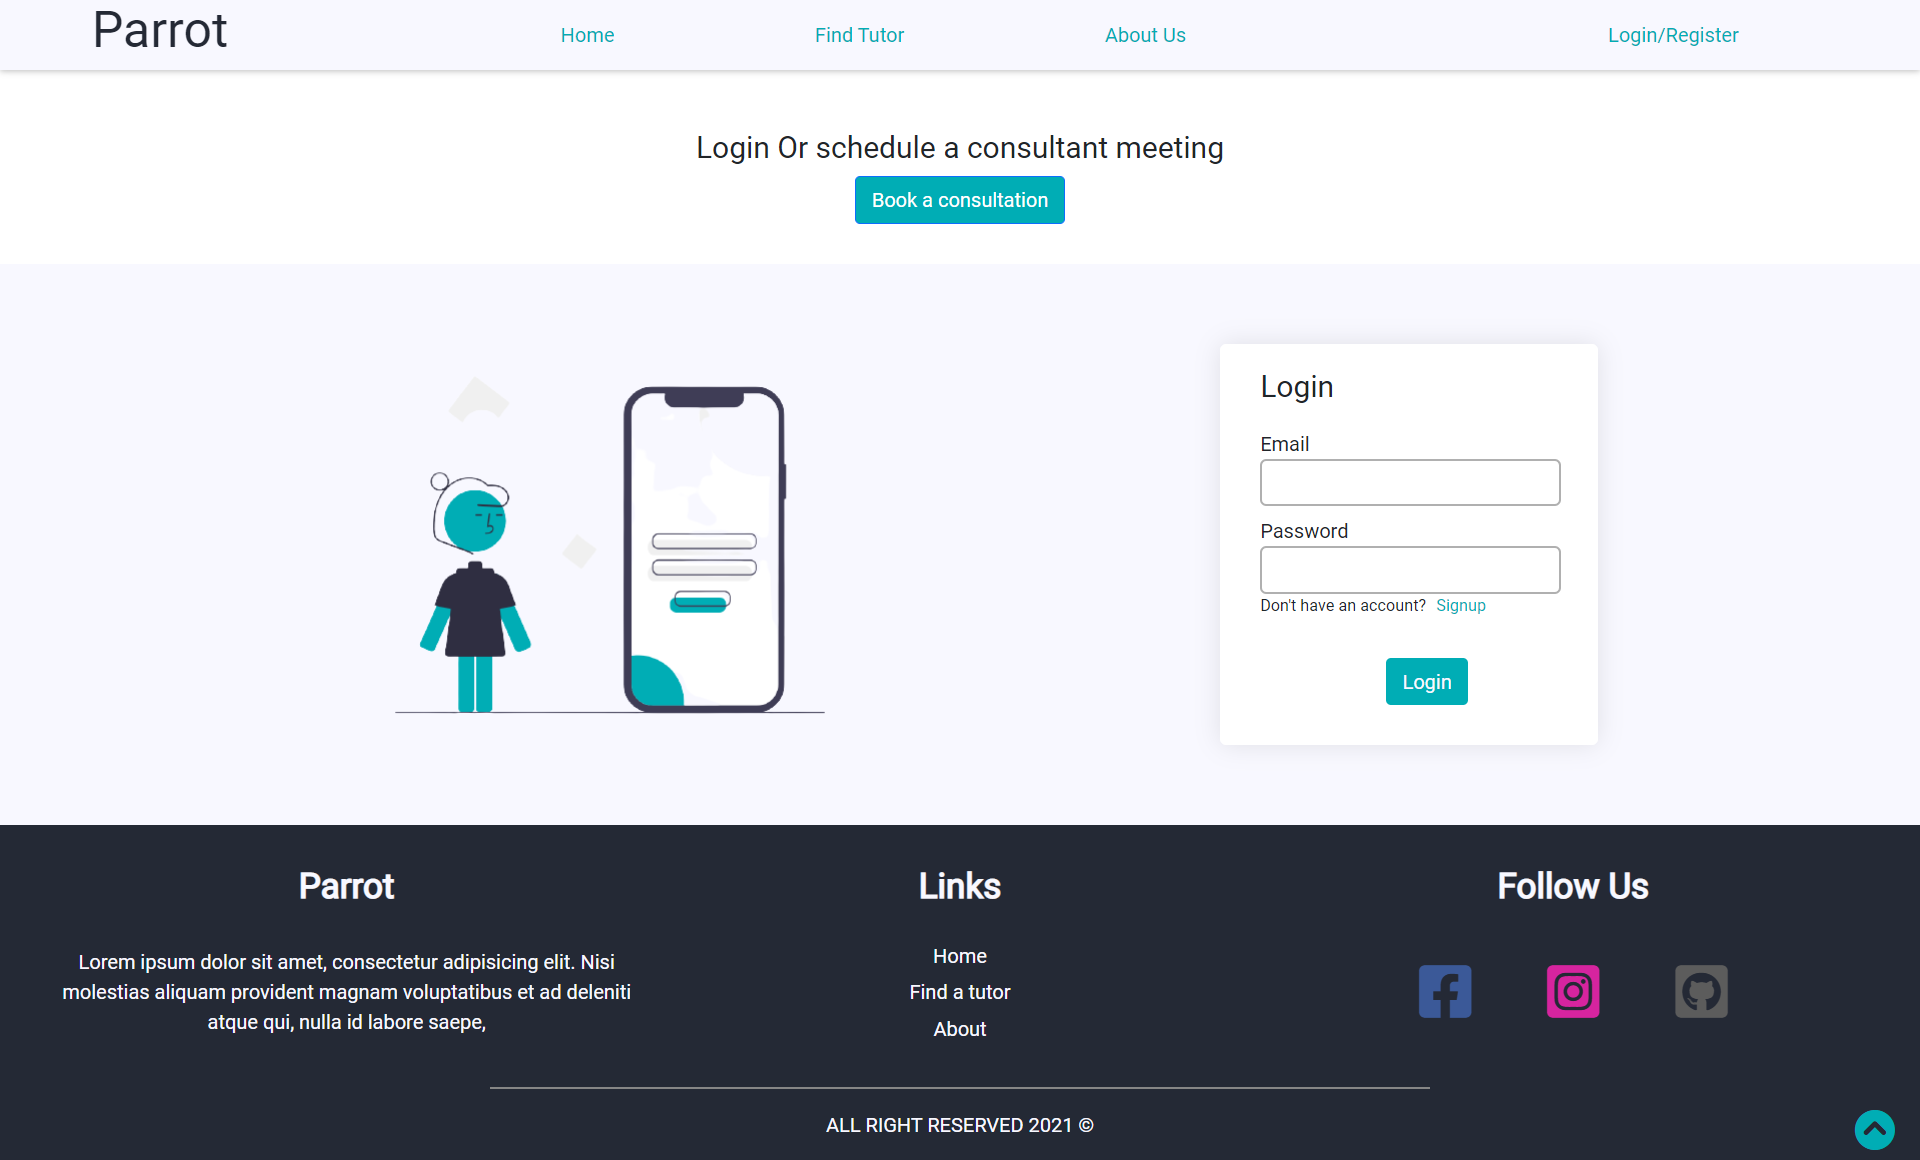 Parrot
Home
Find Tutor
About Us
Login/Register
Login Or schedule a consultant meeting
Book a consultation
Login
Email
Password
Don't have an account? Signup
Login
Parrot
Lorem ipsum dolor sit amet, consectetur adipisicing elit. Nisi
molestias aliquam provident magnam voluptatibus et ad deleniti
atque qui, nulla id labore saepe,
Links
Home
Find a tutor
About
Follow Us
ALL RIGHT RESERVED 2021 ©